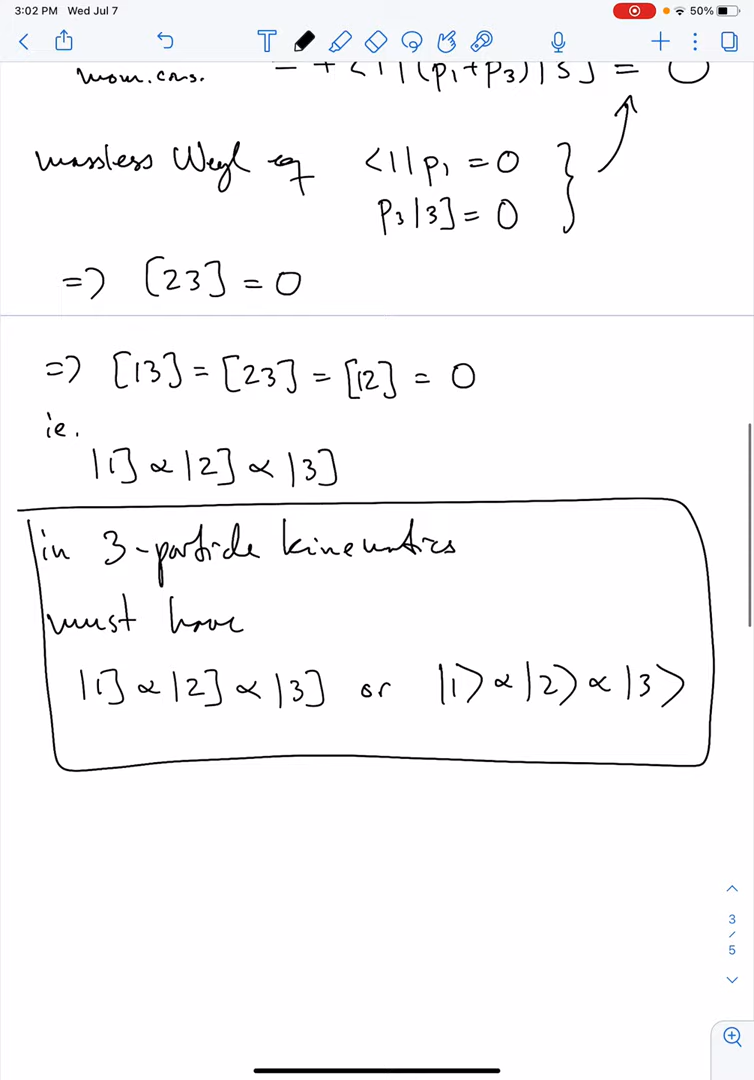 3:02 PM Wed Jul 7
50%
mom. cns. = + <1|(p₁+p₃)|3] = 0
massless Weyl eq <1|p₁ = 0
p₃|3] = 0
=> [23] = 0
=> [13] = [23] = [12] = 0
ie.
|1] ∝ |2] ∝ |3]
in 3-particle kinematics
must have
|1] ∝ |2] ∝ |3] or |1> ∝ |2> ∝ |3>
3
/
5